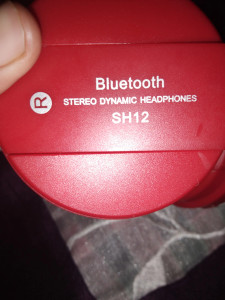 Bluetooth
R
STEREO DYNAMIC HEADPHONES
SH12